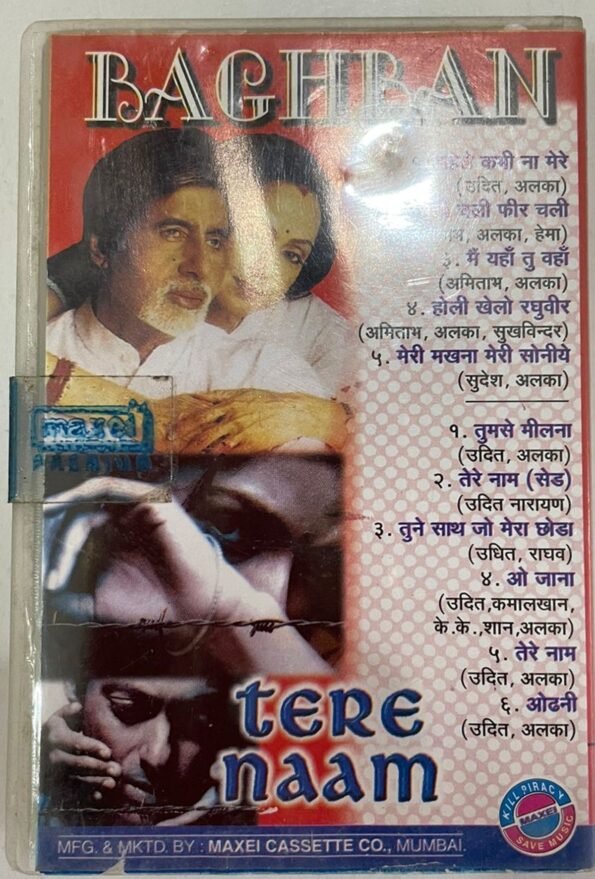 BAGHBAN
कभी ना मेरे
(उदित, अलका)
चली फीर चली
अलका, हेमा)
३. मैं यहाँ तु वहाँ
(अमिताभ, अलका)
४. होली खेलो रघुवीर
(अमिताभ, अलका, सुखविन्दर)
५. मेरी मखना मेरी सोनीये
(सुदेश, अलका)
१. तुमसे मीलना
(उदित, अलका)
२. तेरे नाम (सेड)
(उदित नारायण)
३. तुने साथ जो मेरा छोडा
(उधित, राघव)
४. ओ जाना
(उदित,कमालखान,
के.के.,शान,अलका)
५. तेरे नाम
(उदित, अलका)
६. ओढनी
(उदित, अलका)
maxei
PREMIUM
TERE
NAAM
KILL PIRACY
MAXEI
SAVE MUSIC
MFG. & MKTD. BY : MAXEI CASSETTE CO., MUMBAI.